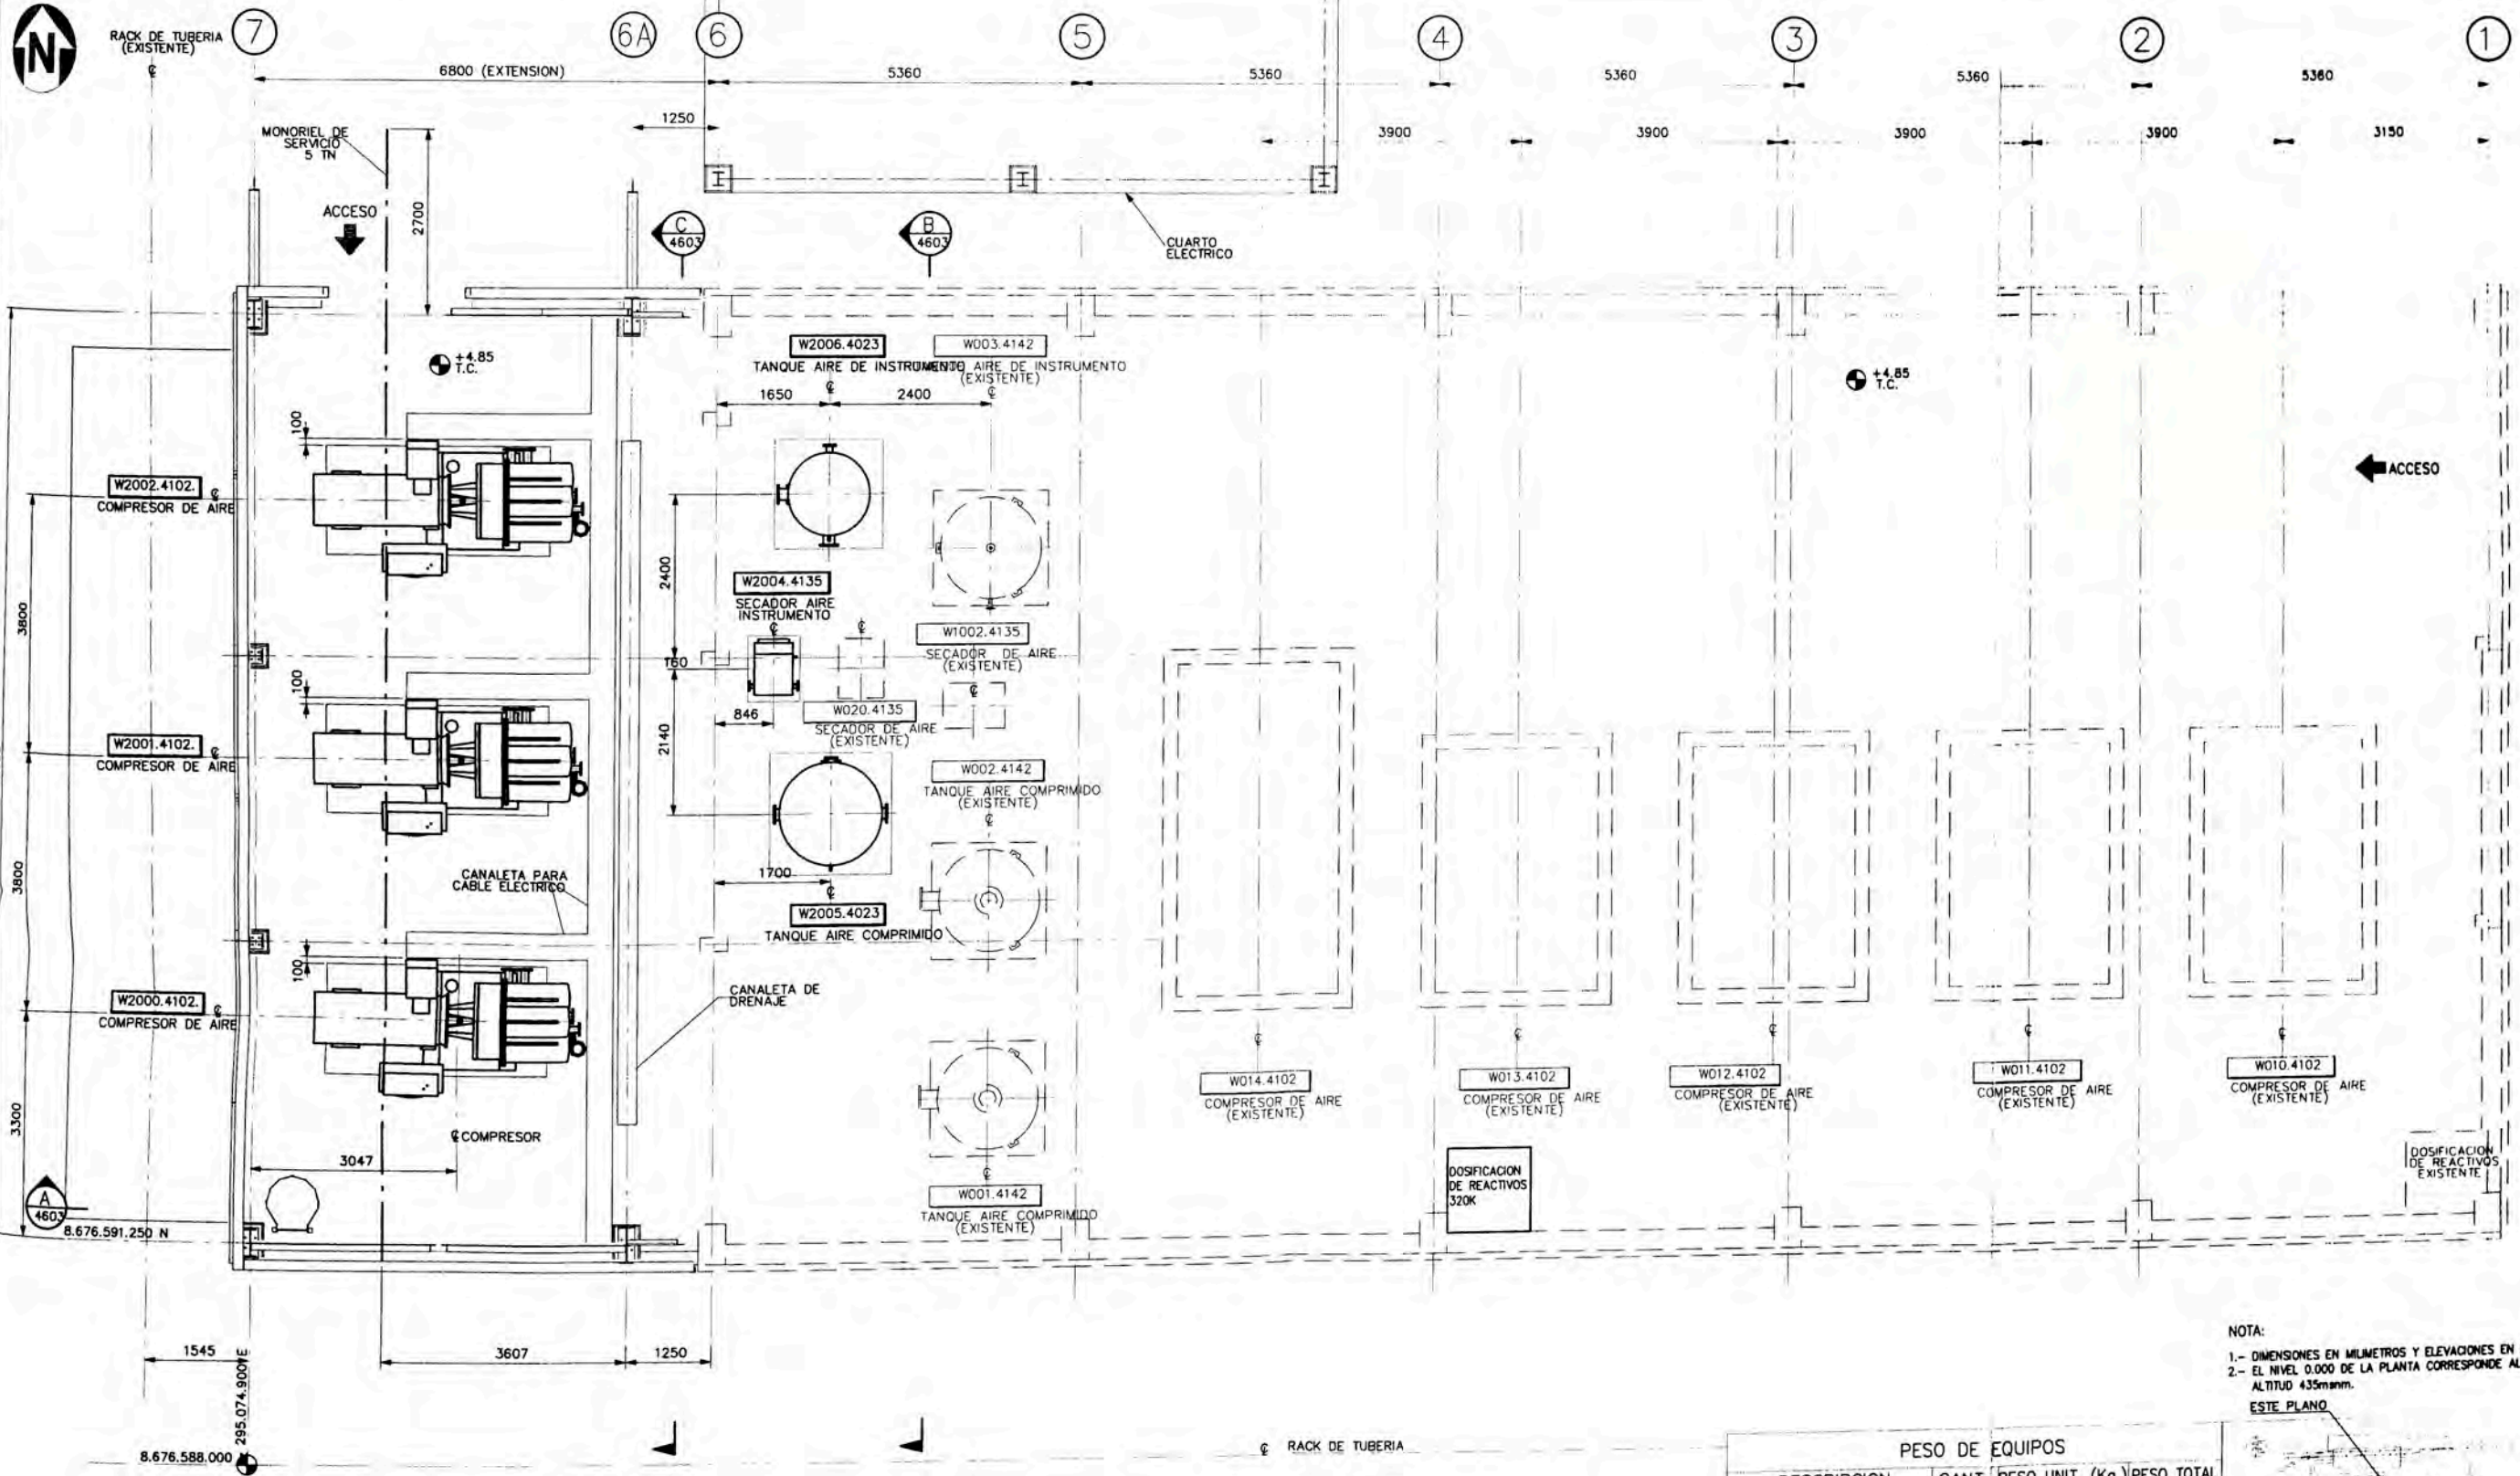 N
RACK DE TUBERIA
(EXISTENTE)
7
6A
6
5
4
3
2
1
6800 (EXTENSION)
5360
5360
5360
5360
5360
1250
3900
3900
3900
3900
3150
MONORIEL DE
SERVICIO
5 TN
2700
ACCESO
C
4603
B
4603
CUARTO
ELECTRICO
+4.85
T.C.
W2006.4023
TANQUE AIRE DE INSTRUMENTO
W003.4142
AIRE DE INSTRUMENTO
(EXISTENTE)
+4.85
T.C.
1650
2400
100
ACCESO
W2002.4102.
COMPRESOR DE AIRE
2400
W2004.4135
SECADOR AIRE
INSTRUMENTO
3800
W1002.4135
SECADOR DE AIRE
(EXISTENTE)
160
100
846
W020.4135
SECADOR DE AIRE
(EXISTENTE)
2140
W2001.4102.
COMPRESOR DE AIRE
W002.4142
TANQUE AIRE COMPRIMIDO
(EXISTENTE)
3800
CANALETA PARA
CABLE ELECTRICO
1700
W2005.4023
TANQUE AIRE COMPRIMIDO
100
W2000.4102.
COMPRESOR DE AIRE
CANALETA DE
DRENAJE
3300
W014.4102
COMPRESOR DE AIRE
(EXISTENTE)
W013.4102
COMPRESOR DE AIRE
(EXISTENTE)
W012.4102
COMPRESOR DE AIRE
(EXISTENTE)
W011.4102
COMPRESOR DE AIRE
(EXISTENTE)
W010.4102
COMPRESOR DE AIRE
(EXISTENTE)
COMPRESOR
3047
A
4603
8.676.591.250 N
W001.4142
TANQUE AIRE COMPRIMIDO
(EXISTENTE)
DOSIFICACION
DE REACTIVOS
320K
DOSIFICACION
DE REACTIVOS
EXISTENTE
1545
3607
1250
8.676.588.000
RACK DE TUBERIA
NOTA:
1.- DIMENSIONES EN MILIMETROS Y ELEVACIONES EN
2.- EL NIVEL 0.000 DE LA PLANTA CORRESPONDE AL
ALTITUD 435msnm.
ESTE PLANO
PESO DE EQUIPOS
DESCRIPCION CANT. PESO UNIT. (Kg.) PESO TOTAL